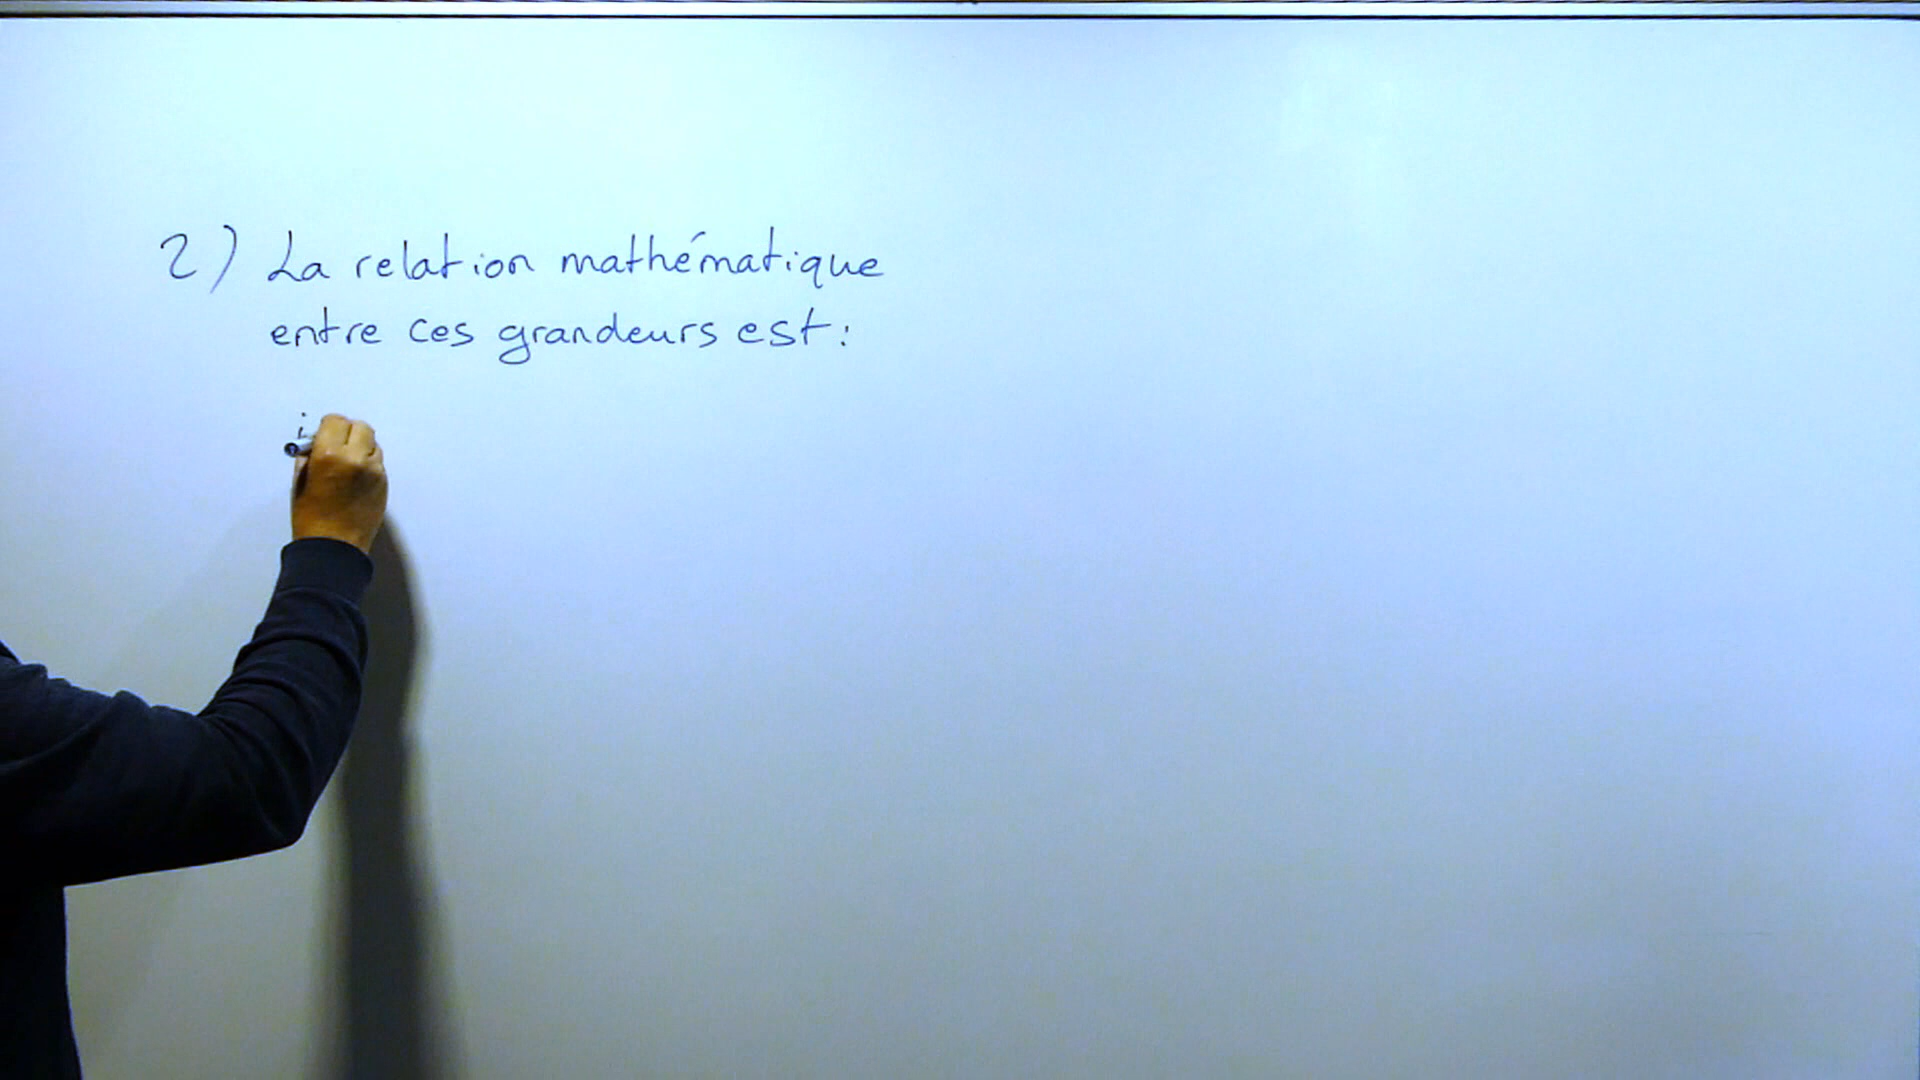 2) La relation mathématique
entre ces grandeurs est:
i